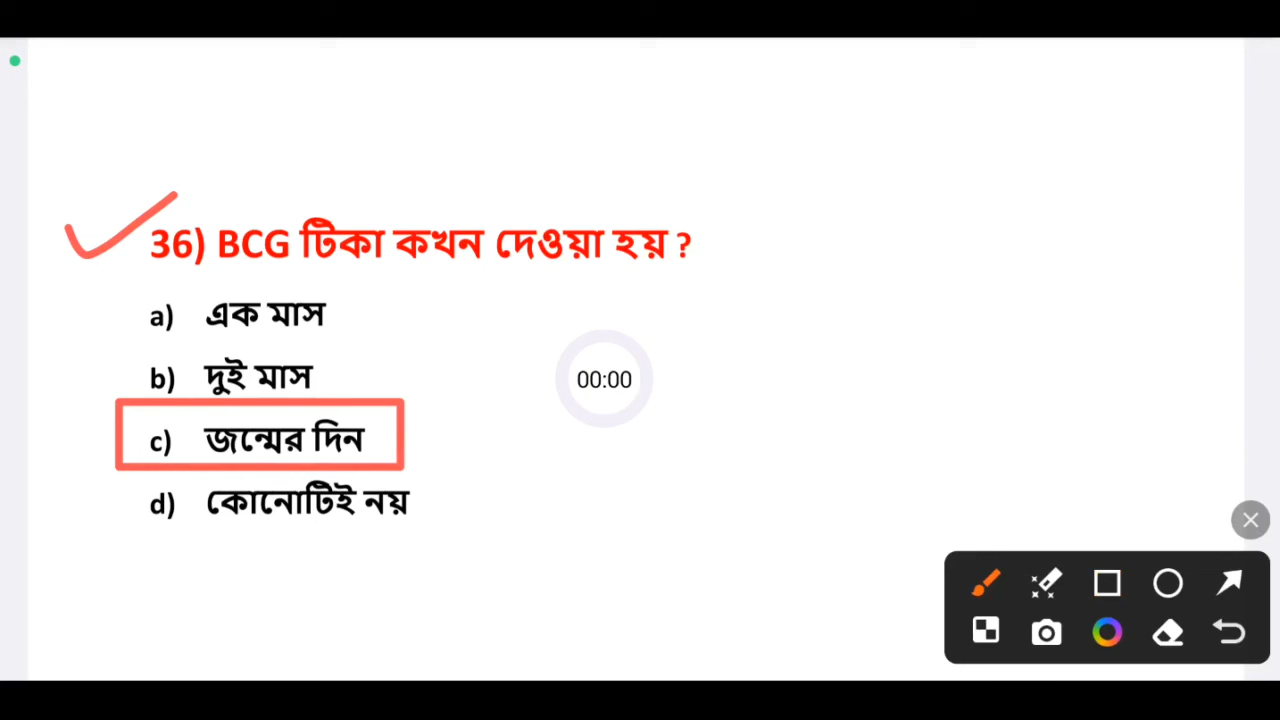 36) BCG টিকা কখন দেওয়া হয় ?
a) এক মাস
b) দুই মাস
00:00
c) জন্মের দিন
d) কোনোটিই নয়